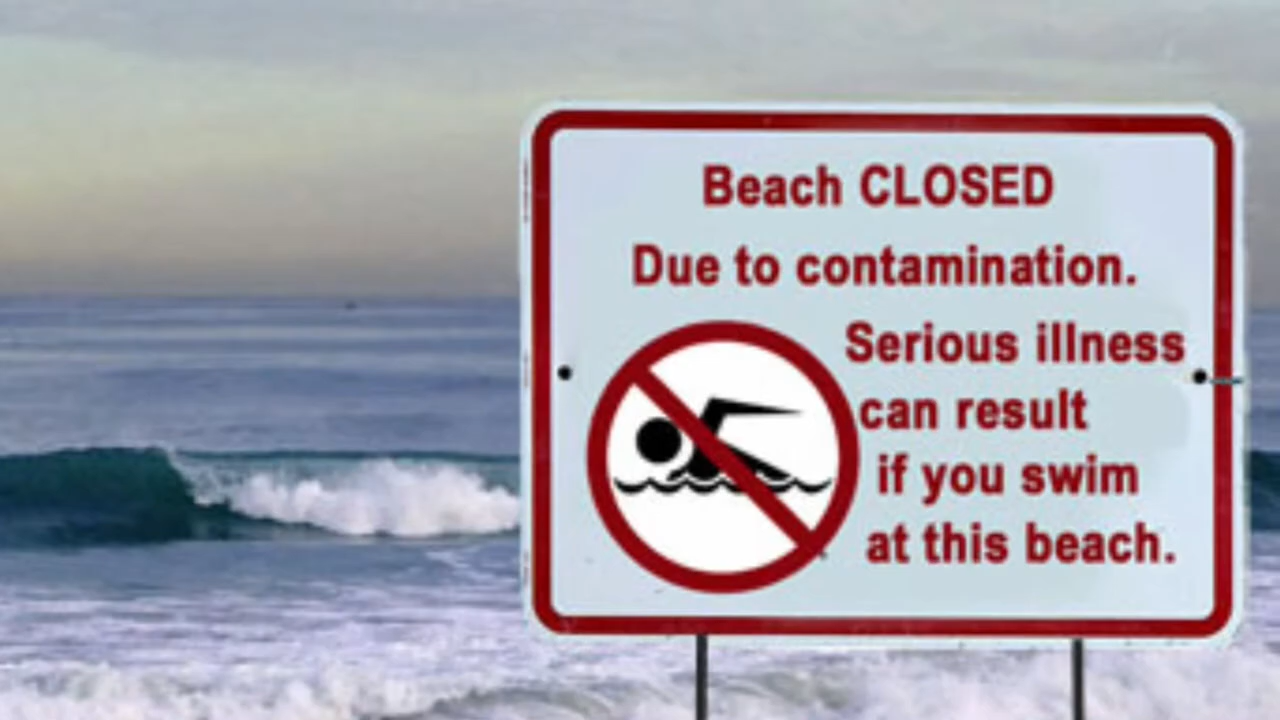 Beach CLOSED
Due to contamination.
Serious illness
can result
if you swim
at this beach.